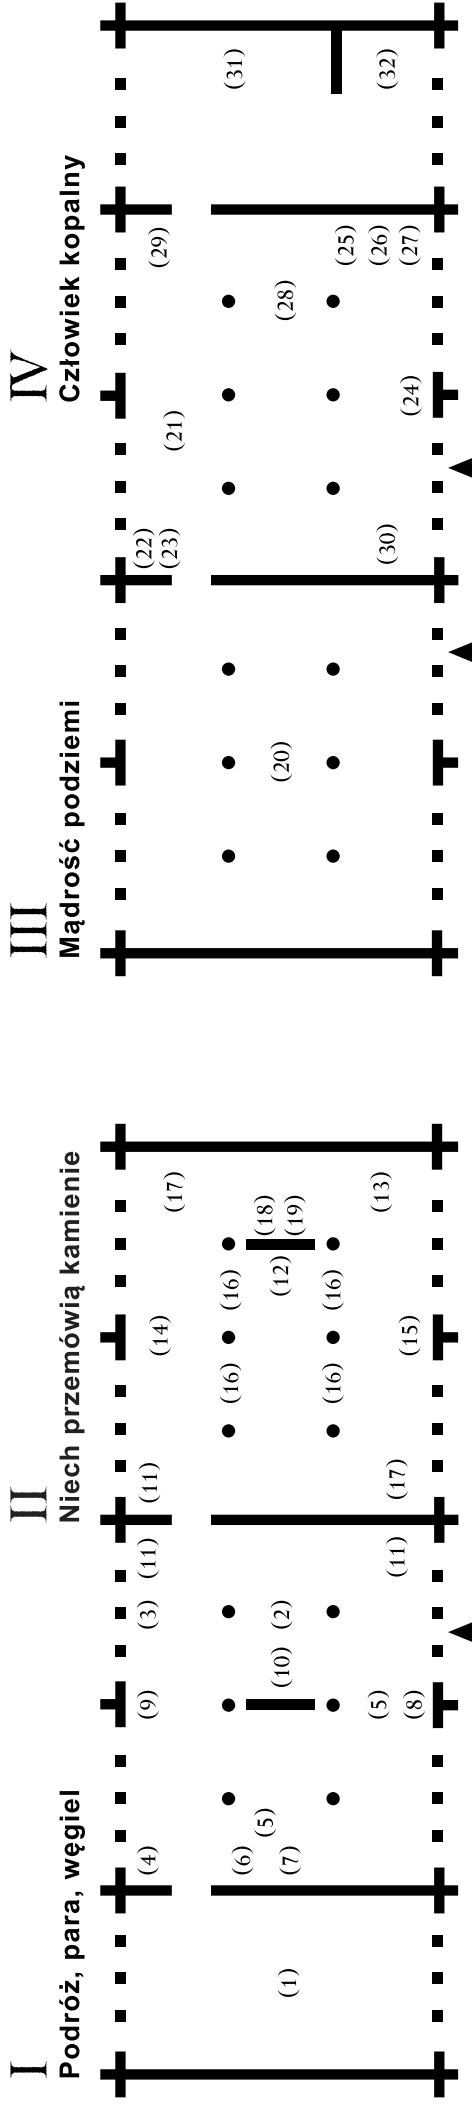 I
Podróż, para, węgiel
(4) (9) (3) (11)
(6)
(5)
(1) (7) (10) (2)
(5)
(8) (11)
II
Niech przemówią kamienie
(11) (14) (17)
(16) (16)
(18)
(12) (19)
(16) (16)
(17) (15) (13)
III
Mądrość podziemi
(20)
IV
Człowiek kopalny
(22)
(23) (21) (29)
(31)
(28)
(25)
(26)
(30) (24) (27) (32)